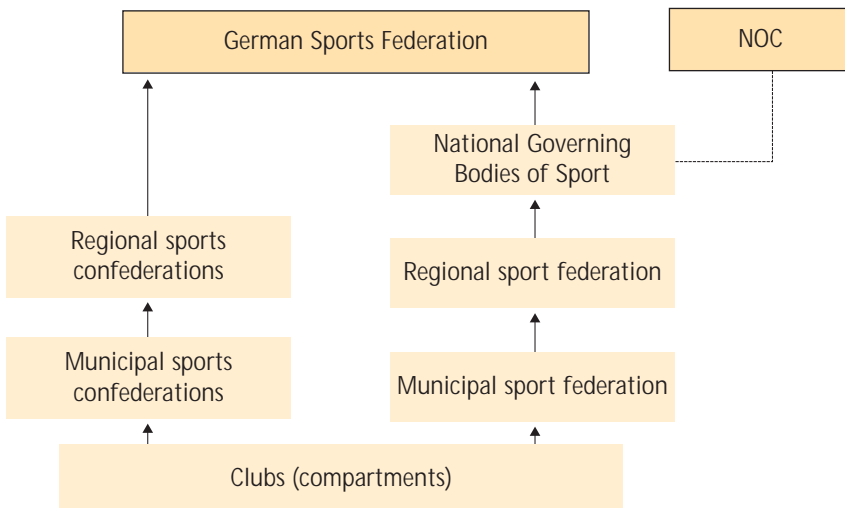 German Sports Federation
NOC
National Governing
Bodies of Sport
Regional sports
confederations
Regional sport federation
Municipal sports
confederations
Municipal sport federation
Clubs (compartments)